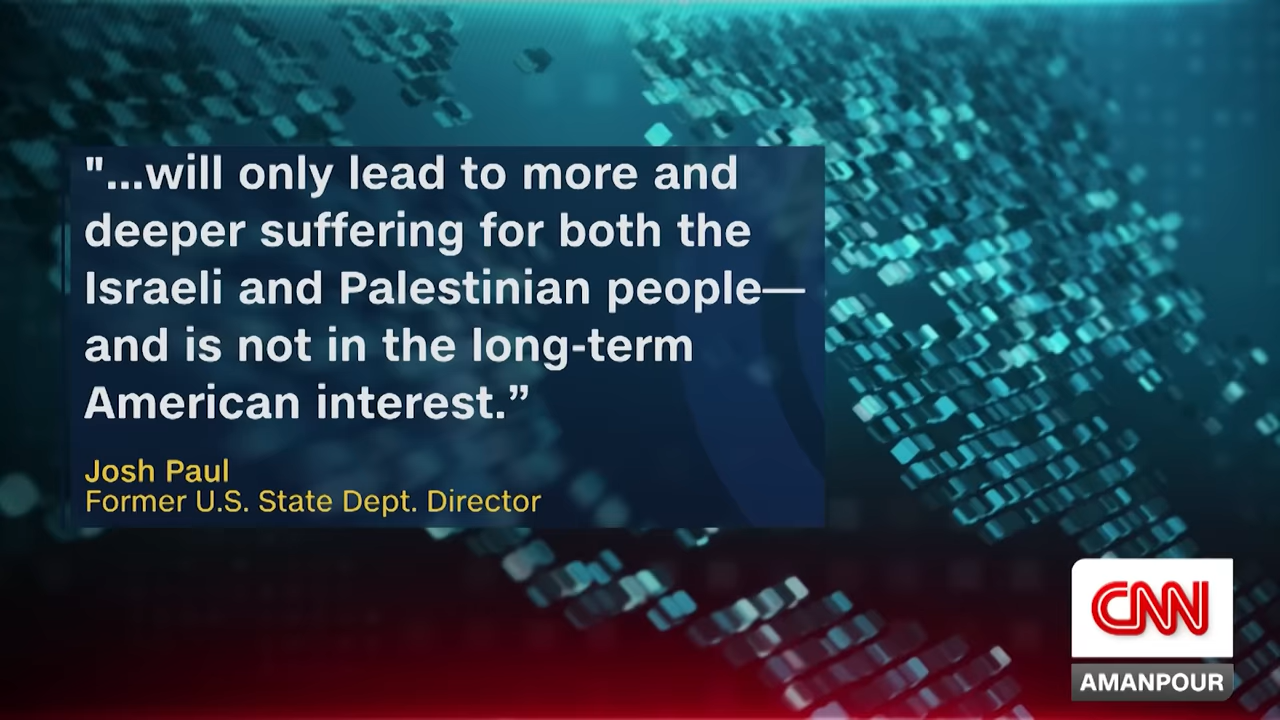 "...will only lead to more and
deeper suffering for both the
Israeli and Palestinian people—
and is not in the long-term
American interest.”
Josh Paul
Former U.S. State Dept. Director
CNN
AMANPOUR